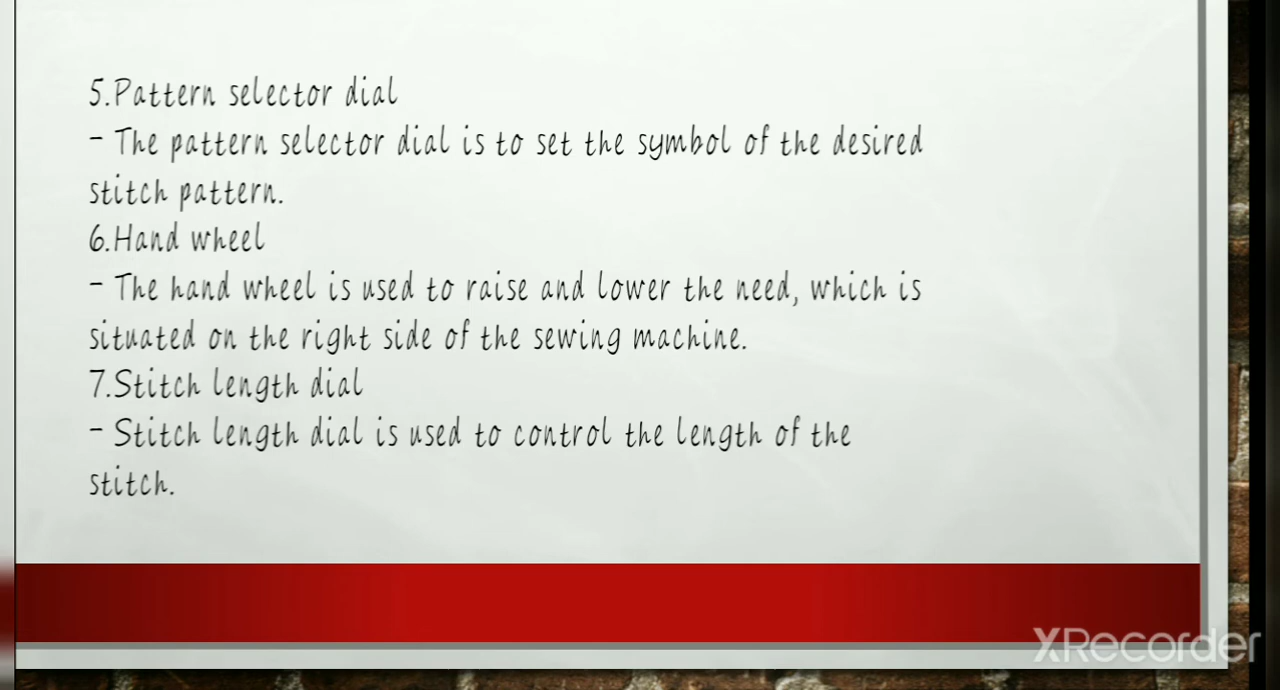 5.Pattern selector dial
- The pattern selector dial is to set the symbol of the desired
stitch pattern.
6.Hand wheel
- The hand wheel is used to raise and lower the need, which is
situated on the right side of the sewing machine.
7.Stitch length dial
- Stitch length dial is used to control the length of the
stitch.
XRecorder